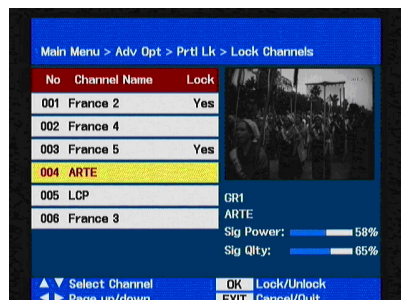 Main Menu > Adv Opt > Prtl Lk > Lock Channels
No Channel Name Lock
001 France 2 Yes
002 France 4
003 France 5 Yes
004 ARTE
005 LCP
006 France 3
GR1
ARTE
Sig Power: 58%
Sig Qlty: 65%
▲ ▼ Select Channel OK Lock/Unlock
◄ ► Page up/down EXIT Cancel/Quit